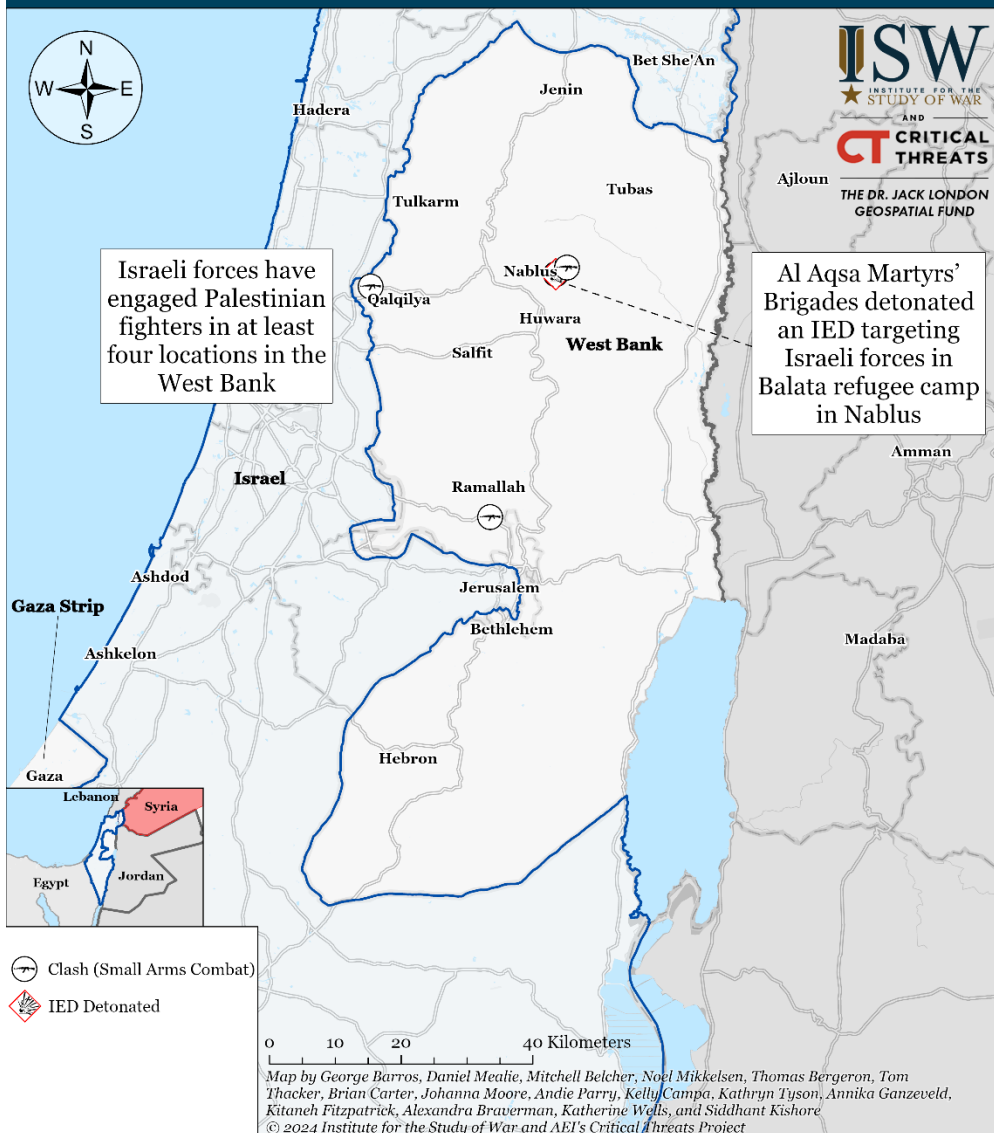 N
W
E
S
ISW
INSTITUTE FOR THE
STUDY OF WAR
AND
CT CRITICAL
THREATS
THE DR. JACK LONDON
GEOSPATIAL FUND
Bet She'An
Jenin
Hadera
Ajloun
Tubas
Tulkarm
Israeli forces have
engaged Palestinian
fighters in at least
four locations in the
West Bank
Nablus
Qalqilya
Huwara
Salfit
West Bank
Al Aqsa Martyrs'
Brigades detonated
an IED targeting
Israeli forces in
Balata refugee camp
in Nablus
Amman
Israel
Ramallah
Ashdod
Jerusalem
Gaza Strip
Bethlehem
Madaba
Ashkelon
Hebron
Gaza
Lebanon
Syria
Egypt
Jordan
Clash (Small Arms Combat)
IED Detonated
0 10 20 40 Kilometers
Map by George Barros, Daniel Mealie, Mitchell Belcher, Noel Mikkelsen, Thomas Bergeron, Tom
Thacker, Brian Carter, Johanna Moore, Andie Parry, Kelly Campa, Kathryn Tyson, Annika Ganzeveld,
Kitaneh Fitzpatrick, Alexandra Braverman, Katherine Wells, and Siddhant Kishore
© 2024 Institute for the Study of War and AEI's Critical Threats Project